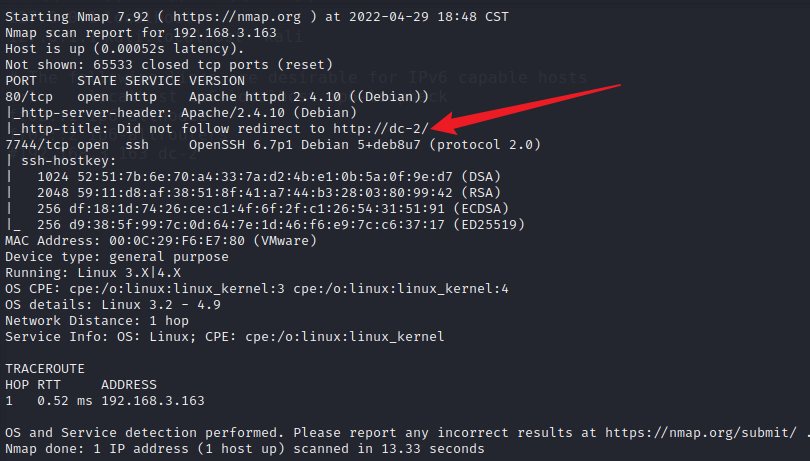 Starting Nmap 7.92 ( https://nmap.org ) at 2022-04-29 18:48 CST
Nmap scan report for 192.168.3.163
Host is up (0.00052s latency).
Not shown: 65533 closed tcp ports (reset)
PORT     STATE SERVICE VERSION
80/tcp   open  http    Apache httpd 2.4.10 ((Debian))
|_http-server-header: Apache/2.4.10 (Debian)
|_http-title: Did not follow redirect to http://dc-2/
7744/tcp open  ssh     OpenSSH 6.7p1 Debian 5+deb8u7 (protocol 2.0)
| ssh-hostkey:
|   1024 52:51:7b:6e:70:a4:33:7a:d2:4b:e1:0b:5a:0f:9e:d7 (DSA)
|   2048 59:11:d8:af:38:51:8f:41:a7:44:b3:28:03:80:99:42 (RSA)
|   256 df:18:1d:74:26:ce:c1:4f:6f:2f:c1:26:54:31:51:91 (ECDSA)
|_  256 d9:38:5f:99:7c:0d:64:7e:1d:46:f6:e9:7c:c6:37:17 (ED25519)
MAC Address: 00:0C:29:F6:E7:80 (VMware)
Device type: general purpose
Running: Linux 3.X|4.X
OS CPE: cpe:/o:linux:linux_kernel:3 cpe:/o:linux:linux_kernel:4
OS details: Linux 3.2 - 4.9
Network Distance: 1 hop
Service Info: OS: Linux; CPE: cpe:/o:linux:linux_kernel
TRACEROUTE
HOP RTT     ADDRESS
1   0.52 ms 192.168.3.163
OS and Service detection performed. Please report any incorrect results at https://nmap.org/submit/ .
Nmap done: 1 IP address (1 host up) scanned in 13.33 seconds